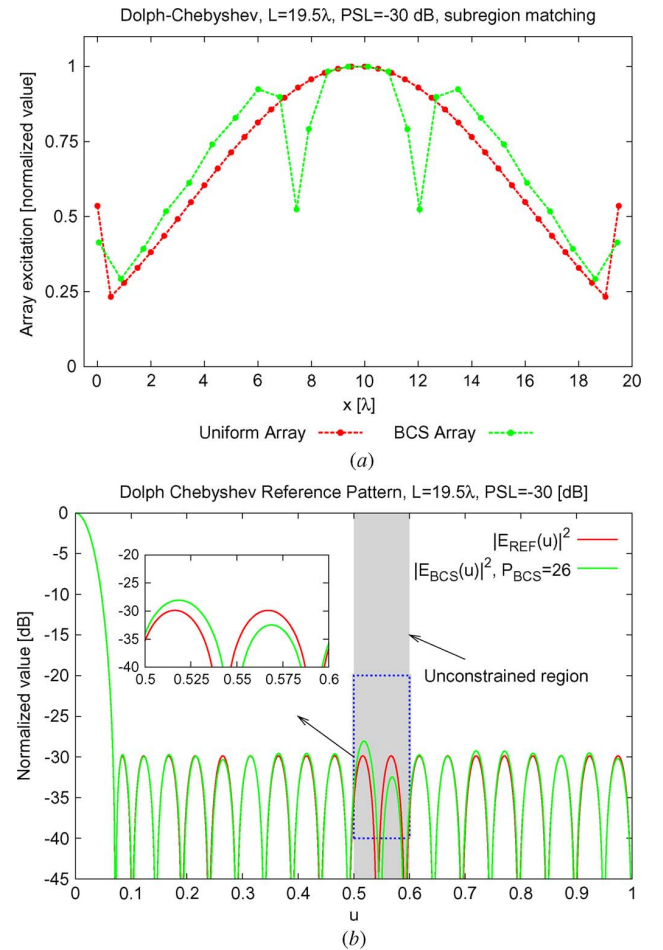 Dolph-Chebyshev, L=19.5λ, PSL=-30 dB, subregion matching
Array excitation [normalized value]
1
0.75
0.5
0.25
0
0 2 4 6 8 10 12 14 16 18 20
x [λ]
Uniform Array BCS Array
(a)
Dolph Chebyshev Reference Pattern, L=19.5λ, PSL=-30 [dB]
Normalized value [dB]
0
-5
-10
-15
-20
-25
-30
-35
-40
-45
|E_REF(u)|²
|E_BCS(u)|², P_BCS=26
-20
-25
-30
-35
-40
0.5 0.525 0.55 0.575 0.6
Unconstrained region
0 0.1 0.2 0.3 0.4 0.5 0.6 0.7 0.8 0.9 1
u
(b)